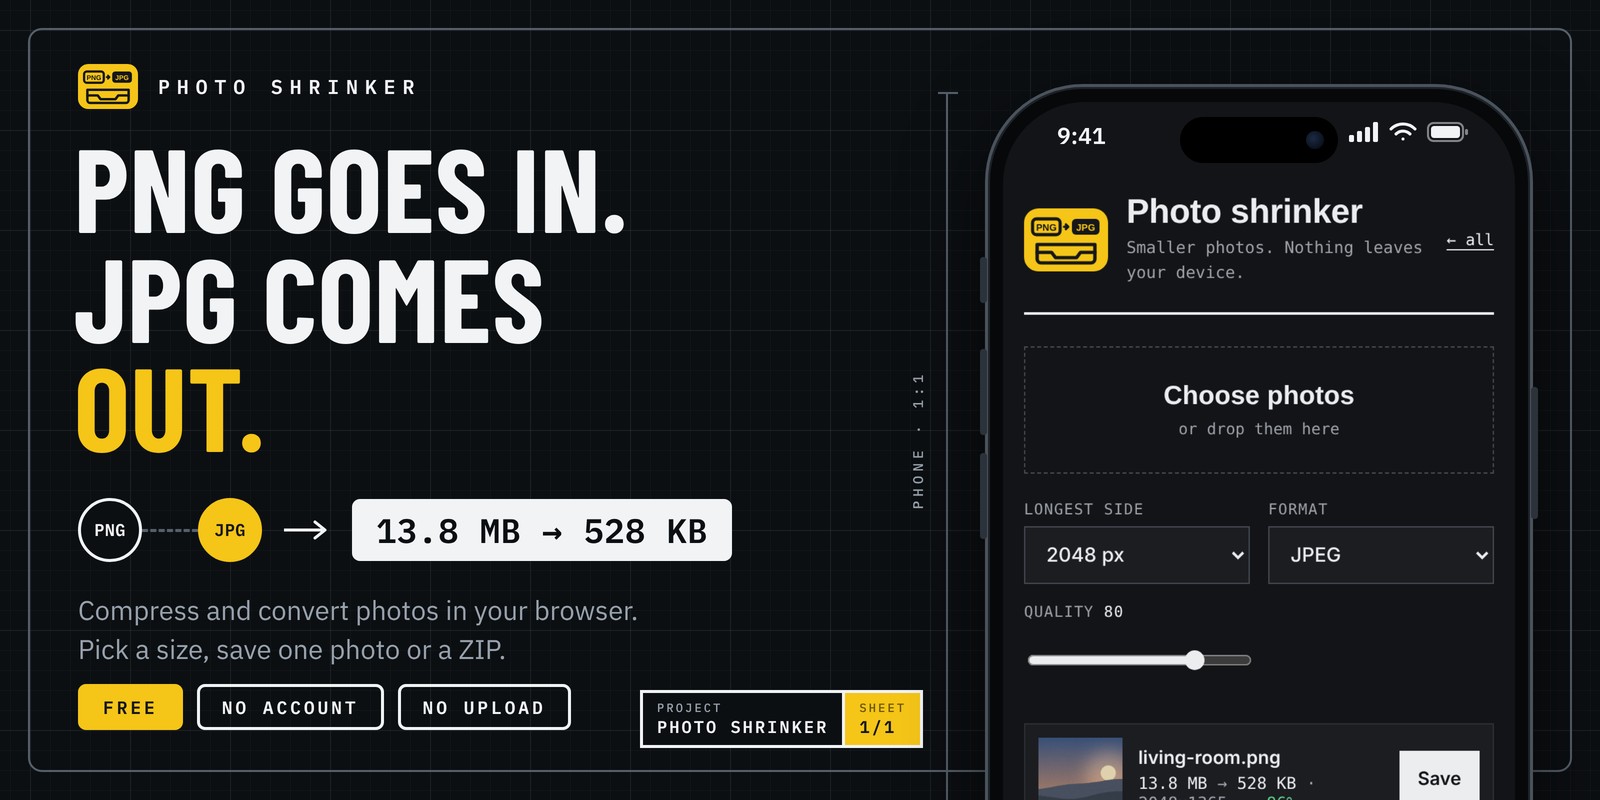 PNG JPG
PHOTO SHRINKER
PNG GOES IN.
JPG COMES
OUT.
PNG JPG → 13.8 MB → 528 KB
Compress and convert photos in your browser.
Pick a size, save one photo or a ZIP.
FREE NO ACCOUNT NO UPLOAD
PROJECT
PHOTO SHRINKER
SHEET
1/1
PHONE · 1:1
9:41
PNG JPG
Photo shrinker
Smaller photos. Nothing leaves
your device.
← all
Choose photos
or drop them here
LONGEST SIDE
2048 px
FORMAT
JPEG
QUALITY 80
living-room.png
13.8 MB → 528 KB ·
Save